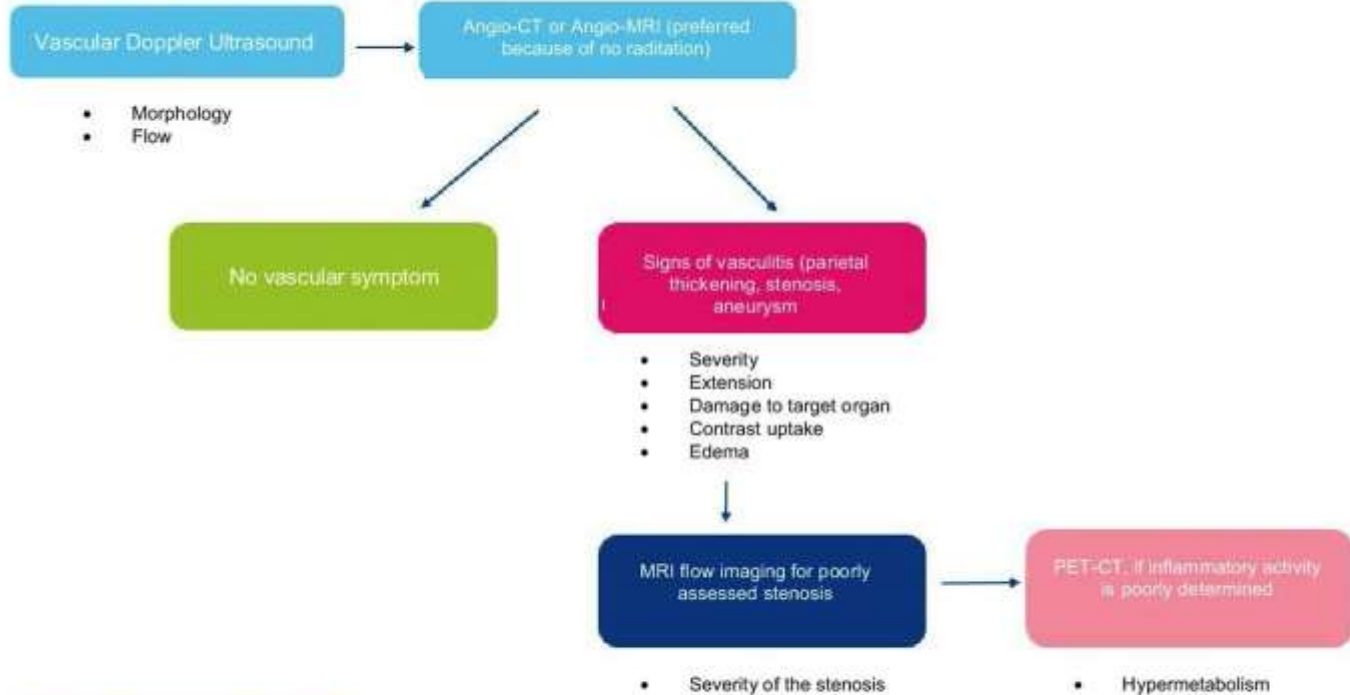 Vascular Doppler Ultrasound
Angio-CT or Angio-MRI (preferred
because of no raditation)
• Morphology
• Flow
No vascular symptom
Signs of vasculitis (parietal
thickening, stenosis,
aneurysm
• Severity
• Extension
• Damage to target organ
• Contrast uptake
• Edema
MRI flow imaging for poorly
assessed stenosis
PET-CT, if inflammatory activity
is poorly determined
• Severity of the stenosis
• Hypermetabolism